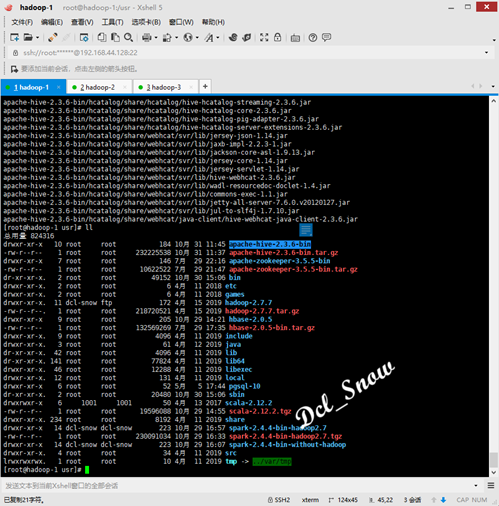 hadoop-1    root@hadoop-1:/usr - Xshell 5
文件(F)  编辑(E)  查看(V)  工具(T)  选项卡(B)  窗口(W)  帮助(H)
ssh://root:******@192.168.44.128:22
要添加当前会话，点击左侧的箭头按钮。
1 hadoop-1  2 hadoop-2  3 hadoop-3  +
apache-hive-2.3.6-bin/hcatalog/share/hcatalog/hive-hcatalog-streaming-2.3.6.jar
apache-hive-2.3.6-bin/hcatalog/share/hcatalog/hive-hcatalog-core-2.3.6.jar
apache-hive-2.3.6-bin/hcatalog/share/hcatalog/hive-hcatalog-pig-adapter-2.3.6.jar
apache-hive-2.3.6-bin/hcatalog/share/hcatalog/hive-hcatalog-server-extensions-2.3.6.jar
apache-hive-2.3.6-bin/hcatalog/share/webhcat/svr/lib/jersey-json-1.14.jar
apache-hive-2.3.6-bin/hcatalog/share/webhcat/svr/lib/jaxb-impl-2.2.3-1.jar
apache-hive-2.3.6-bin/hcatalog/share/webhcat/svr/lib/jackson-core-asl-1.9.13.jar
apache-hive-2.3.6-bin/hcatalog/share/webhcat/svr/lib/jersey-core-1.14.jar
apache-hive-2.3.6-bin/hcatalog/share/webhcat/svr/lib/jersey-servlet-1.14.jar
apache-hive-2.3.6-bin/hcatalog/share/webhcat/svr/lib/hive-webhcat-2.3.6.jar
apache-hive-2.3.6-bin/hcatalog/share/webhcat/svr/lib/wadl-resourcedoc-doclet-1.4.jar
apache-hive-2.3.6-bin/hcatalog/share/webhcat/svr/lib/commons-exec-1.1.jar
apache-hive-2.3.6-bin/hcatalog/share/webhcat/svr/lib/jetty-all-server-7.6.0.v20120127.jar
apache-hive-2.3.6-bin/hcatalog/share/webhcat/svr/lib/jul-to-slf4j-1.7.10.jar
apache-hive-2.3.6-bin/hcatalog/share/webhcat/java-client/hive-webhcat-java-client-2.3.6.jar
[root@hadoop-1 usr]# ll
总用量 824316
drwxr-xr-x  10 root  root  184 10月 31 11:45 apache-hive-2.3.6-bin
-rw-r--r--.  1 root  root  232225538 10月 31 11:37 apache-hive-2.3.6-bin.tar.gz
drwxr-xr-x  7 root  root  146 7月  29 22:16 apache-zookeeper-3.5.5-bin
-rw-r--r--.  1 root  root  10622522 7月  29 21:47 apache-zookeeper-3.5.5-bin.tar.gz
dr-xr-xr-x.  2 root  root  49152 10月 30 15:06 bin
drwxr-xr-x.  2 root  root  6 4月  11 2018 etc
drwxr-xr-x.  2 root  root  6 4月  11 2018 games
drwxr-xr-x. 11 dcl-snow ftp  172 4月  15 2019 hadoop-2.7.7
-rw-r--r--.  1 root  root  218720521 4月  15 2019 hadoop-2.7.7.tar.gz
drwxr-xr-x  9 root  root  205 10月 29 14:21 hbase-2.0.5
-rw-r--r--  1 root  root  132569269 7月  29 17:35 hbase-2.0.5-bin.tar.gz
drwxr-xr-x.  9 root  root  4096 4月  11 2019 include
drwxr-xr-x.  3 root  root  61 4月  12 2019 java
dr-xr-xr-x. 42 root  root  4096 4月  11 2019 lib
dr-xr-xr-x. 141 root  root  77824 4月  11 2019 lib64
drwxr-xr-x. 46 root  root  12288 4月  11 2019 libexec
drwxr-xr-x. 12 root  root  131 4月  11 2019 local
drwxr-xr-x  6 root  root  52 5月   5 17:44 pgsql-10
dr-xr-xr-x.  2 root  root  20480 10月 30 15:06 sbin
drwxrwxr-x  6  1001  1001  50 4月  13 2017 scala-2.12.2
-rw-r--r--  1 root  root  19596088 10月 29 14:55 scala-2.12.2.tgz
drwxr-xr-x. 234 root  root  8192 4月  11 2019 share
drwxr-xr-x  14 dcl-snow dcl-snow  223 10月 29 16:57 spark-2.4.4-bin-hadoop2.7
-rw-r--r--  1 root  root  230091034 10月 29 16:33 spark-2.4.4-bin-hadoop2.7.tgz
drwxr-xr-x  14 dcl-snow dcl-snow  223 10月 29 16:07 spark-2.4.4-bin-without-hadoop
drwxr-xr-x.  4 root  root  34 4月  11 2019 src
lrwxrwxrwx.  1 root  root  10 4月  11 2019 tmp -> ../var/tmp
[root@hadoop-1 usr]#
Dcl_Snow
发送文本到当前Xshell窗口的全部会话
已复制21字符。  SSH2  xterm  124x45  45,22  3 会话  CAP  NUM